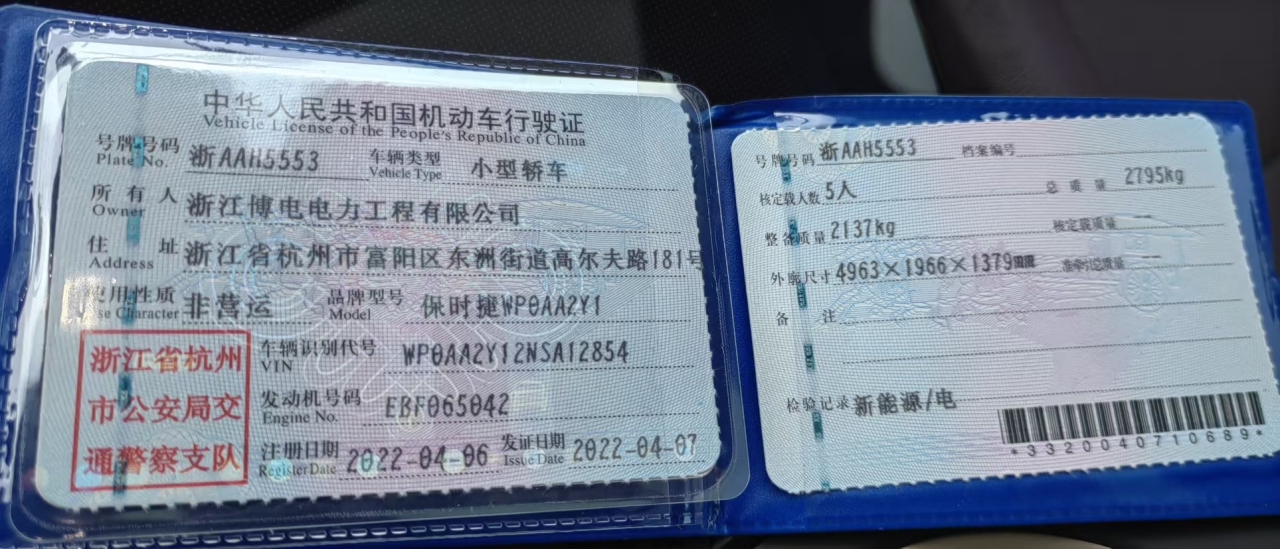 中华人民共和国机动车行驶证
Vehicle License of the People's Republic of China
号牌号码 浙AAH5553 车辆类型 小型轿车
Plate No. Vehicle Type
所有人 浙江博电电力工程有限公司
Owner
住址 浙江省杭州市富阳区东洲街道高尔夫路181号
Address
使用性质 非营运 品牌型号 保时捷WP0AA2Y1
Use Character Model
浙江省杭州
市公安局交
通警察支队
车辆识别代号 WP0AA2Y12NSA12854
VIN
发动机号码 EBF065042
Engine No.
注册日期 2022-04-06 发证日期 2022-04-07
Register Date Issue Date
号牌号码 浙AAH5553 档案编号
核定载人数 5人 总质量 2795kg
整备质量 2137kg 核定载质量 --
外廓尺寸 4963×1966×1379mm 准牵引总质量 --
备注
检验记录 新能源/电
*3320040710689*